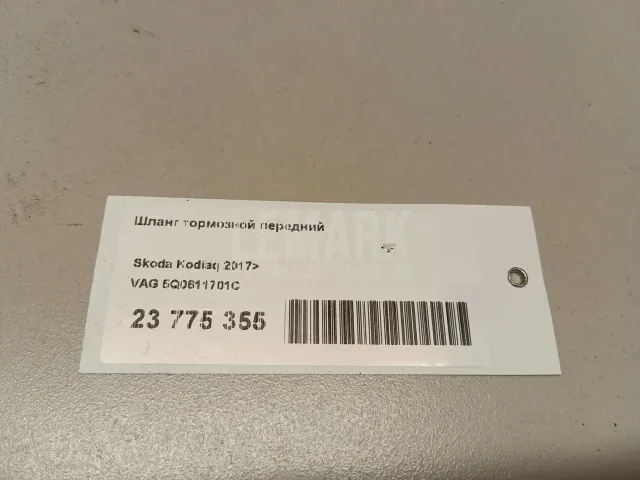 Шланг тормозной передний
Skoda Kodiaq 2017>
VAG 5Q0611701C
23 775 355